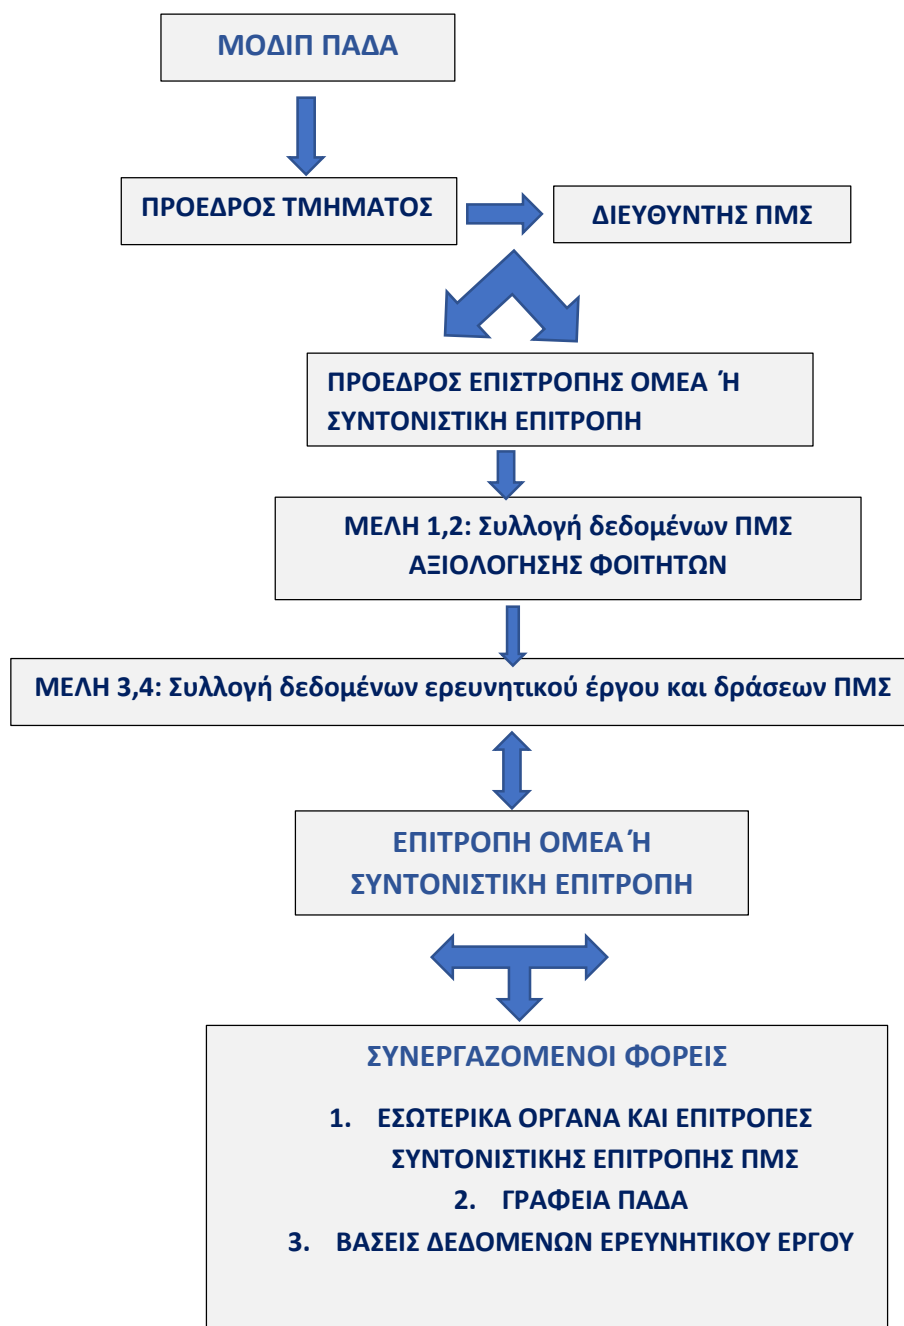 ΜΟΔΙΠ ΠΑΔΑ
ΠΡΟΕΔΡΟΣ ΤΜΗΜΑΤΟΣ
ΔΙΕΥΘΥΝΤΗΣ ΠΜΣ
ΠΡΟΕΔΡΟΣ ΕΠΙΣΤΡΟΠΗΣ ΟΜΕΑ Ή
ΣΥΝΤΟΝΙΣΤΙΚΗ ΕΠΙΤΡΟΠΗ
ΜΕΛΗ 1,2: Συλλογή δεδομένων ΠΜΣ
ΑΞΙΟΛΟΓΗΣΗΣ ΦΟΙΤΗΤΩΝ
ΜΕΛΗ 3,4: Συλλογή δεδομένων ερευνητικού έργου και δράσεων ΠΜΣ
ΕΠΙΤΡΟΠΗ ΟΜΕΑ Ή
ΣΥΝΤΟΝΙΣΤΙΚΗ ΕΠΙΤΡΟΠΗ
ΣΥΝΕΡΓΑΖΟΜΕΝΟΙ ΦΟΡΕΙΣ
1. ΕΣΩΤΕΡΙΚΑ ΟΡΓΑΝΑ ΚΑΙ ΕΠΙΤΡΟΠΕΣ
ΣΥΝΤΟΝΙΣΤΙΚΗΣ ΕΠΙΤΡΟΠΗΣ ΠΜΣ
2. ΓΡΑΦΕΙΑ ΠΑΔΑ
3. ΒΑΣΕΙΣ ΔΕΔΟΜΕΝΩΝ ΕΡΕΥΝΗΤΙΚΟΥ ΕΡΓΟΥ